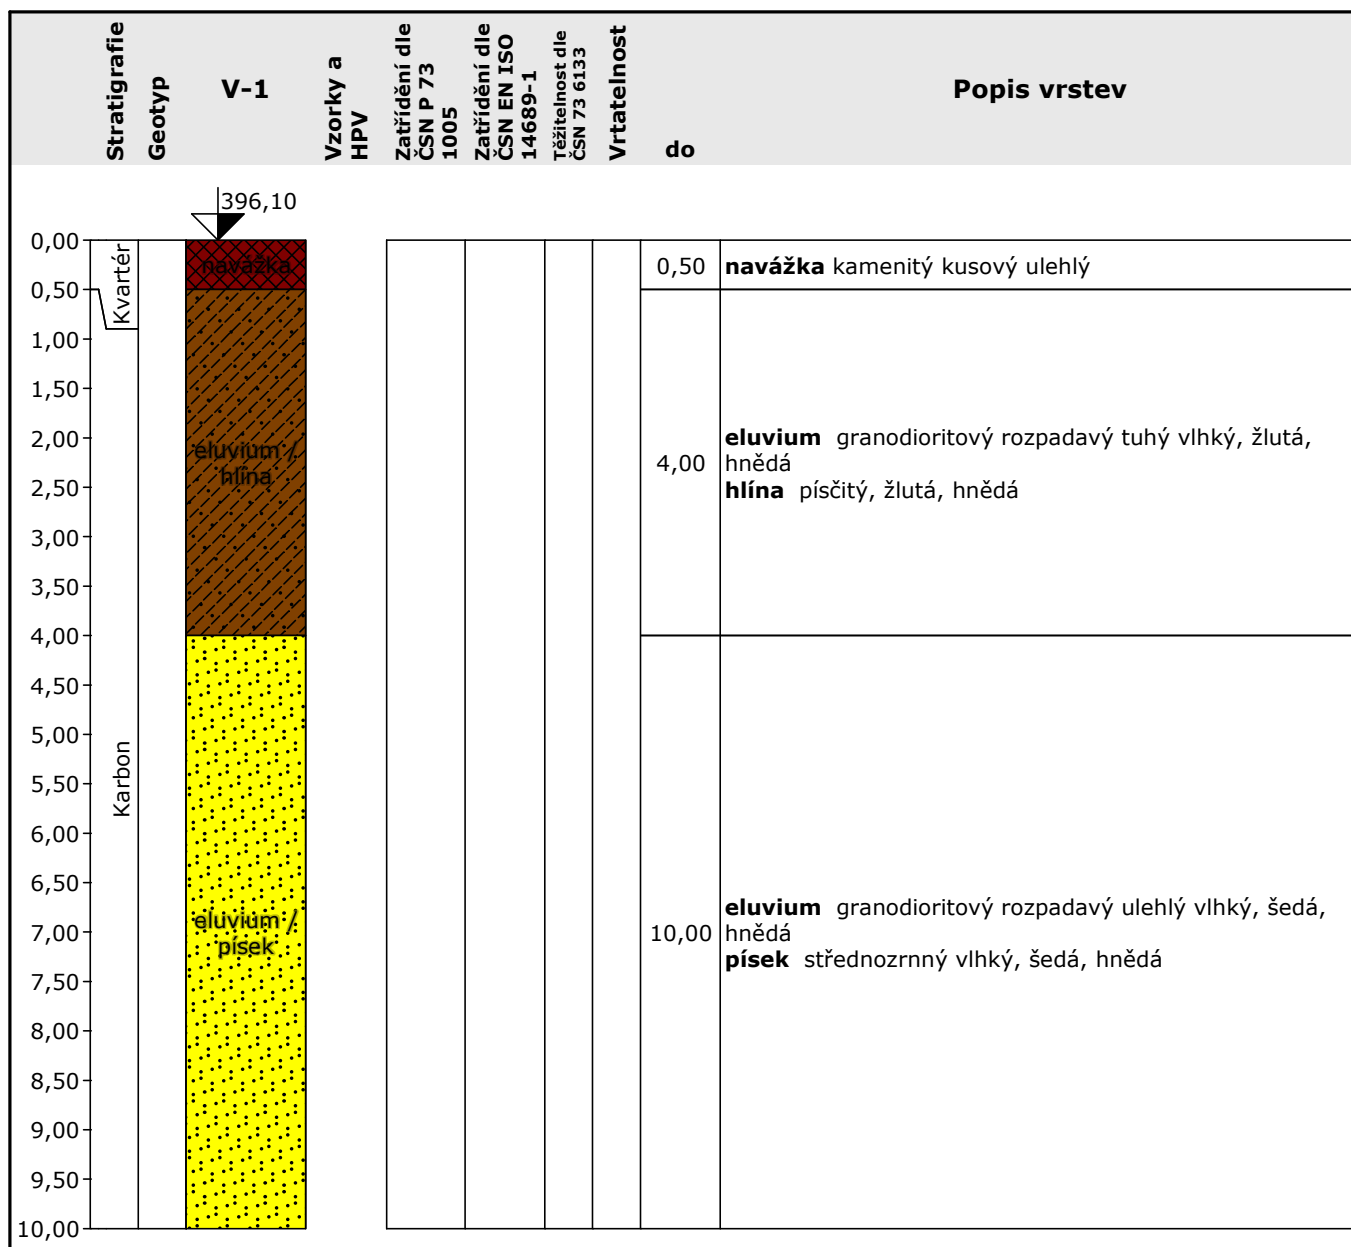 Stratigrafie
Geotyp
V-1
Vzorky a
HPV
Zatřídění dle
ČSN P 73
1005
Zatřídění dle
ČSN EN ISO
14689-1
Těžitelnost dle
ČSN 73 6133
Vrtatelnost
do
Popis vrstev
396,10
0,00
0,50
1,00
1,50
2,00
2,50
3,00
3,50
4,00
4,50
5,00
5,50
6,00
6,50
7,00
7,50
8,00
8,50
9,00
9,50
10,00
Kvartér
Karbon
navážka
eluvium /
hlína
eluvium /
písek
0,50
navážka kamenitý kusový ulehlý
4,00
eluvium granodioritový rozpadavý tuhý vlhký, žlutá,
hnědá
hlína písčitý, žlutá, hnědá
10,00
eluvium granodioritový rozpadavý ulehlý vlhký, šedá,
hnědá
písek střednozrnný vlhký, šedá, hnědá